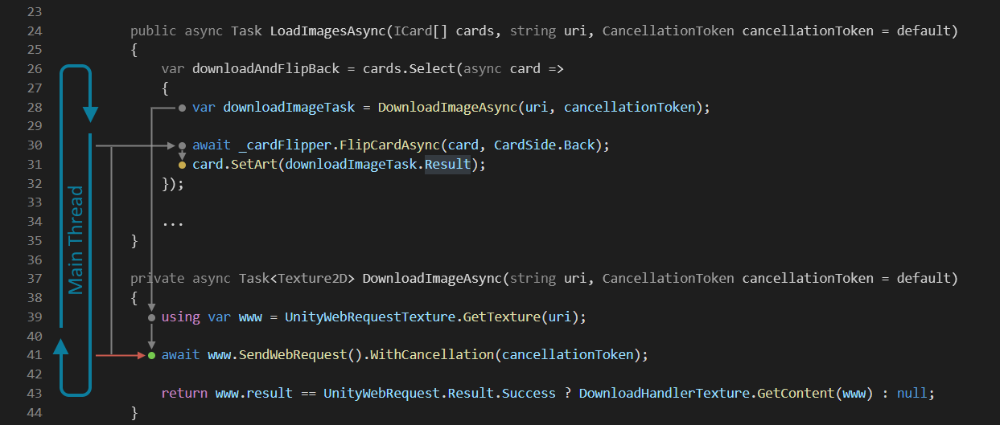 23
24 public async Task LoadImagesAsync(ICard[] cards, string uri, CancellationToken cancellationToken = default)
25 {
26 var downloadAndFlipBack = cards.Select(async card =>
27 {
28 var downloadImageTask = DownloadImageAsync(uri, cancellationToken);
29
30 await _cardFlipper.FlipCardAsync(card, CardSide.Back);
31 card.SetArt(downloadImageTask.Result);
32 });
33
34 ...
35 }
36
37 private async Task<Texture2D> DownloadImageAsync(string uri, CancellationToken cancellationToken = default)
38 {
39 using var www = UnityWebRequestTexture.GetTexture(uri);
40
41 await www.SendWebRequest().WithCancellation(cancellationToken);
42
43 return www.result == UnityWebRequest.Result.Success ? DownloadHandlerTexture.GetContent(www) : null;
44 }
Main Thread